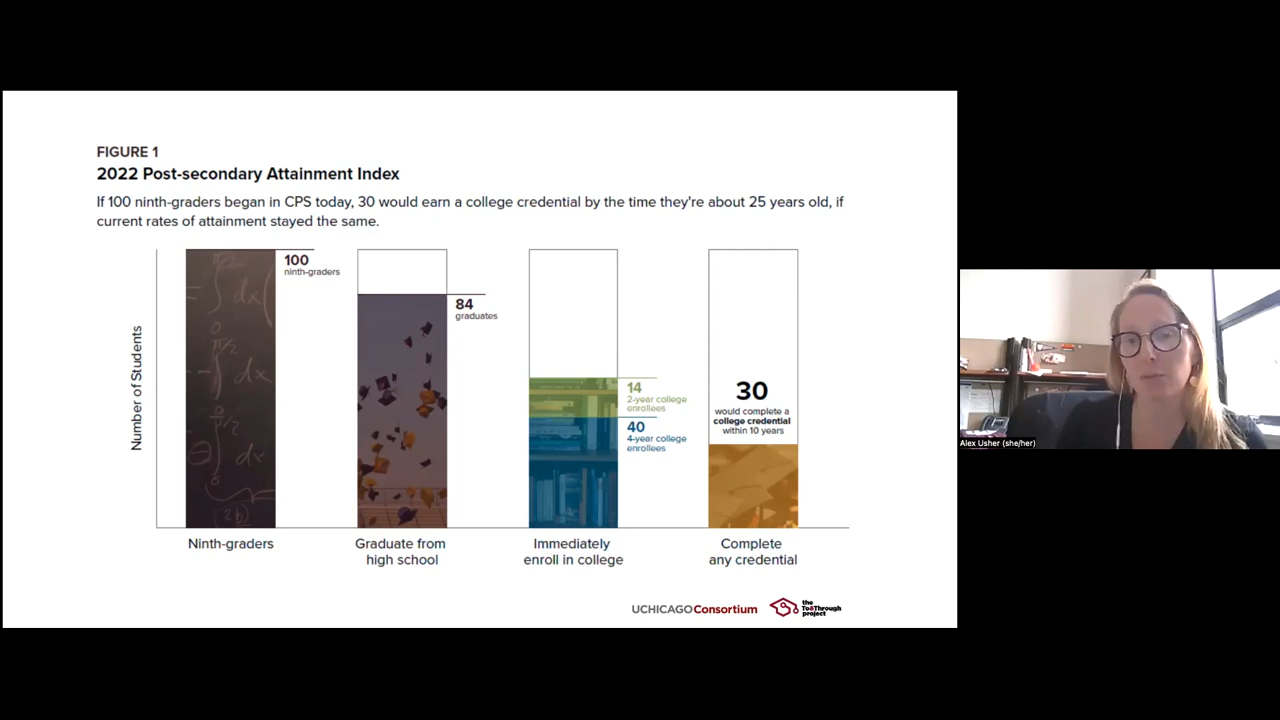 FIGURE 1
2022 Post-secondary Attainment Index
If 100 ninth-graders began in CPS today, 30 would earn a college credential by the time they're about 25 years old, if
current rates of attainment stayed the same.
Number of Students
100
ninth-graders
84
graduates
14
2-year college
enrollees
40
4-year college
enrollees
30
would complete a
college credential
within 10 years
Ninth-graders
Graduate from
high school
Immediately
enroll in college
Complete
any credential
UCHICAGOConsortium
the
To&Through
project
Alex Usher (she/her)